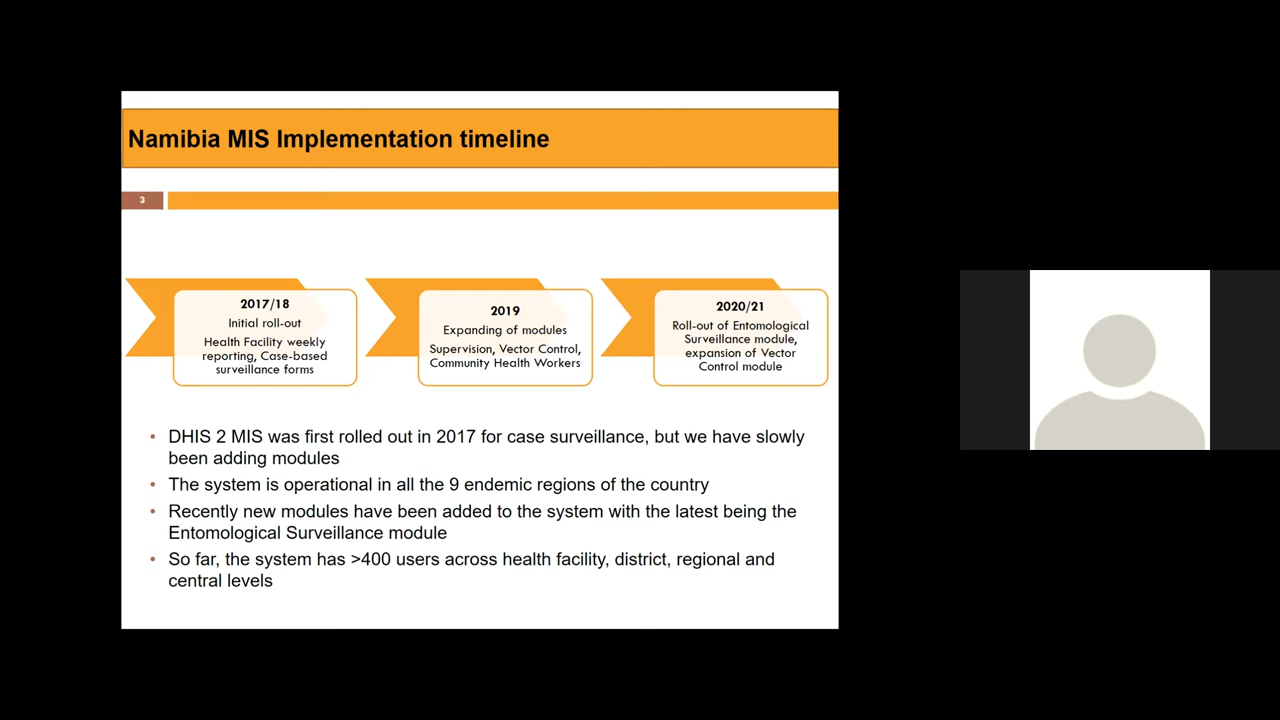 Namibia MIS Implementation timeline
3
2017/18
Initial roll-out
Health Facility weekly
reporting, Case-based
surveillance forms
2019
Expanding of modules
Supervision, Vector Control,
Community Health Workers
2020/21
Roll-out of Entomological
Surveillance module,
expansion of Vector
Control module
• DHIS 2 MIS was first rolled out in 2017 for case surveillance, but we have slowly
been adding modules
• The system is operational in all the 9 endemic regions of the country
• Recently new modules have been added to the system with the latest being the
Entomological Surveillance module
• So far, the system has >400 users across health facility, district, regional and
central levels